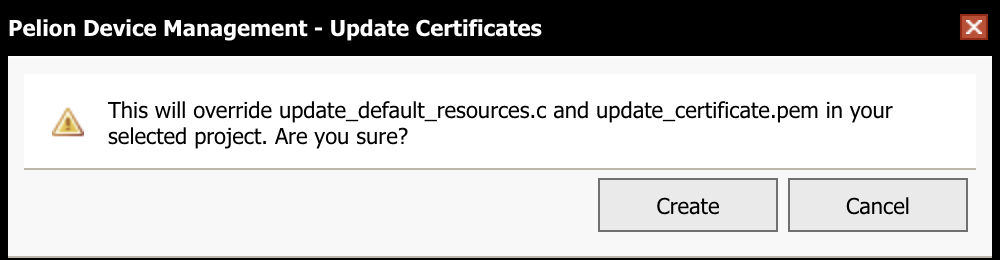 Pelion Device Management - Update Certificates
This will override update_default_resources.c and update_certificate.pem in your
selected project. Are you sure?
Create
Cancel